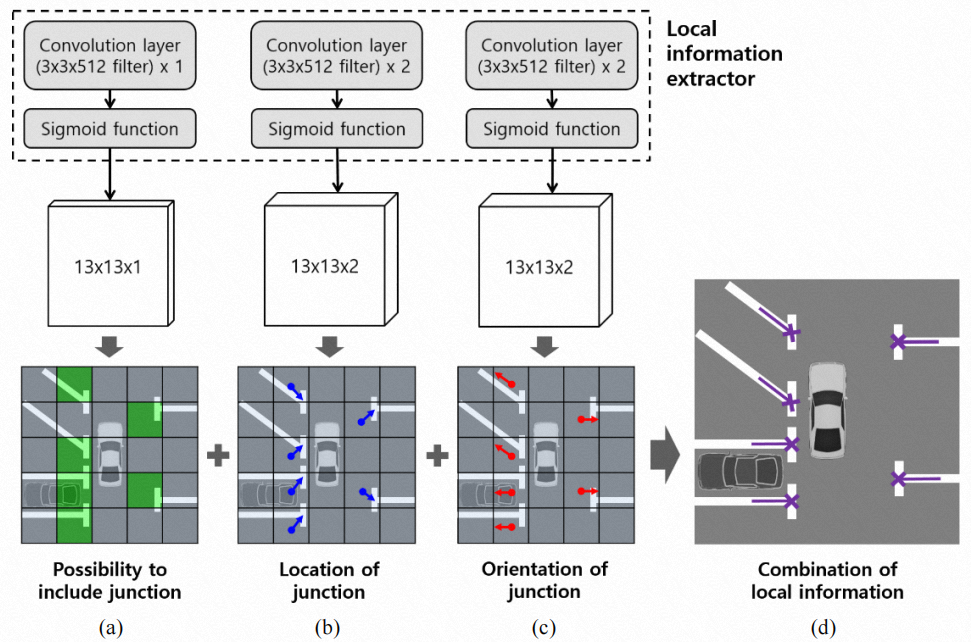 Convolution layer
(3x3x512 filter) x 1
Convolution layer
(3x3x512 filter) x 2
Convolution layer
(3x3x512 filter) x 2
Local
information
extractor
Sigmoid function
Sigmoid function
Sigmoid function
13x13x1
13x13x2
13x13x2
Possibility to
include junction
Location of
junction
Orientation of
junction
Combination of
local information
(a)
(b)
(c)
(d)